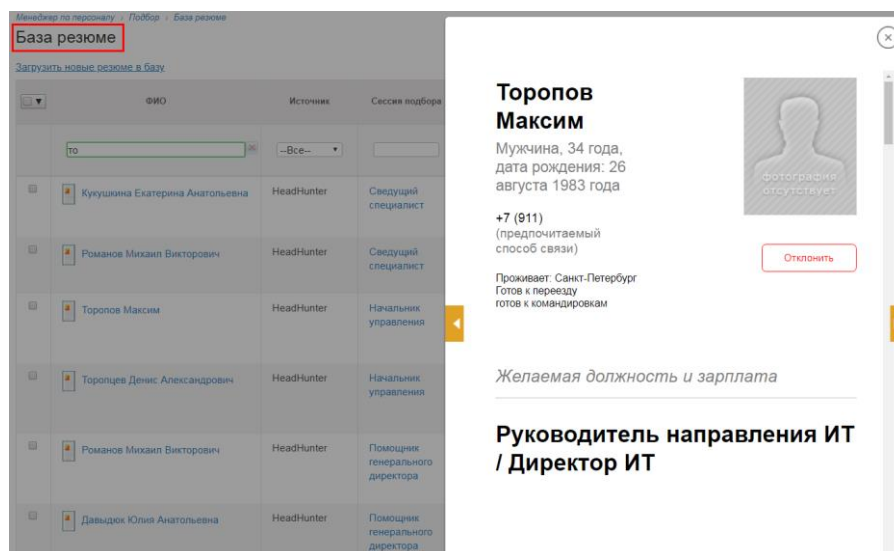 Менеджер по персоналу › Подбор › База резюме
База резюме
Загрузить новые резюме в базу
ФИО Источник Сессия подбора
то --Все--
Кукушкина Екатерина Анатольевна HeadHunter Сведущий
специалист
Романов Михаил Викторович HeadHunter Сведущий
специалист
Торопов Максим HeadHunter Начальник
управления
Торопцев Денис Александрович HeadHunter Начальник
управления
Романов Михаил Викторович HeadHunter Помощник
генерального
директора
Давыдюк Юлия Анатольевна HeadHunter Помощник
генерального
директора
Торопов
Максим
Мужчина, 34 года,
дата рождения: 26
августа 1983 года
+7 (911)
(предпочитаемый
способ связи)
Проживает: Санкт-Петербург
Готов к переезду
готов к командировкам
фотография
отсутствует
Отклонить
Желаемая должность и зарплата
Руководитель направления ИТ
/ Директор ИТ